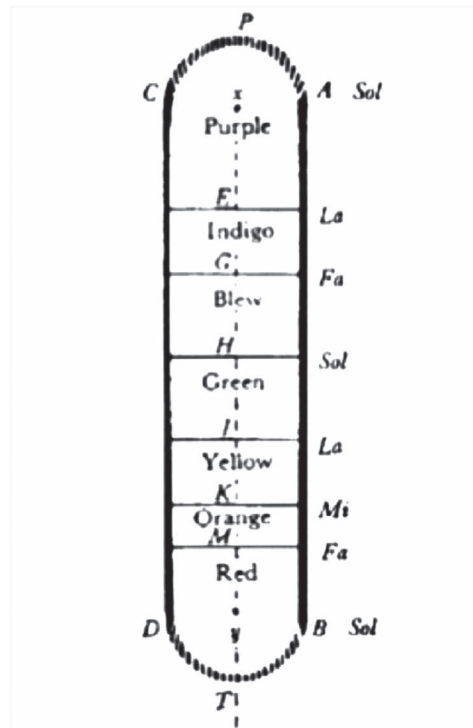 P
C x A Sol
Purple
E La
Indigo
G Fa
Blew
H Sol
Green
I La
Yellow
K Mi
Orange
M Fa
Red
D y B Sol
T